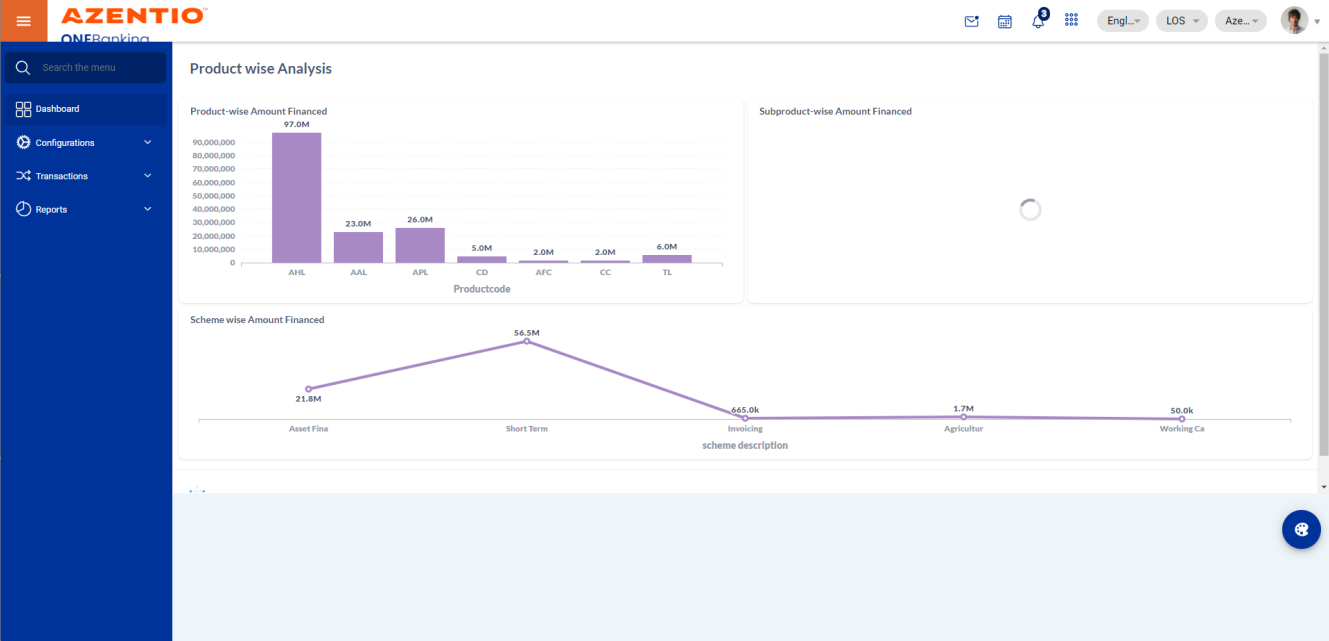 AZENTIO
ONEBanking
3
Engl...
LOS
Aze...
Search the menu
Dashboard
Configurations
Transactions
Reports
Product wise Analysis
Product-wise Amount Financed
97.0M
90,000,000
80,000,000
70,000,000
60,000,000
50,000,000
40,000,000
30,000,000
20,000,000
10,000,000
0
23.0M
26.0M
5.0M
2.0M
2.0M
6.0M
AHL AAL APL CD AFC CC TL
Productcode
Subproduct-wise Amount Financed
Scheme wise Amount Financed
56.5M
21.8M
665.0k
1.7M
50.0k
Asset Fina Short Term Invoicing Agricultur Working Ca
scheme description